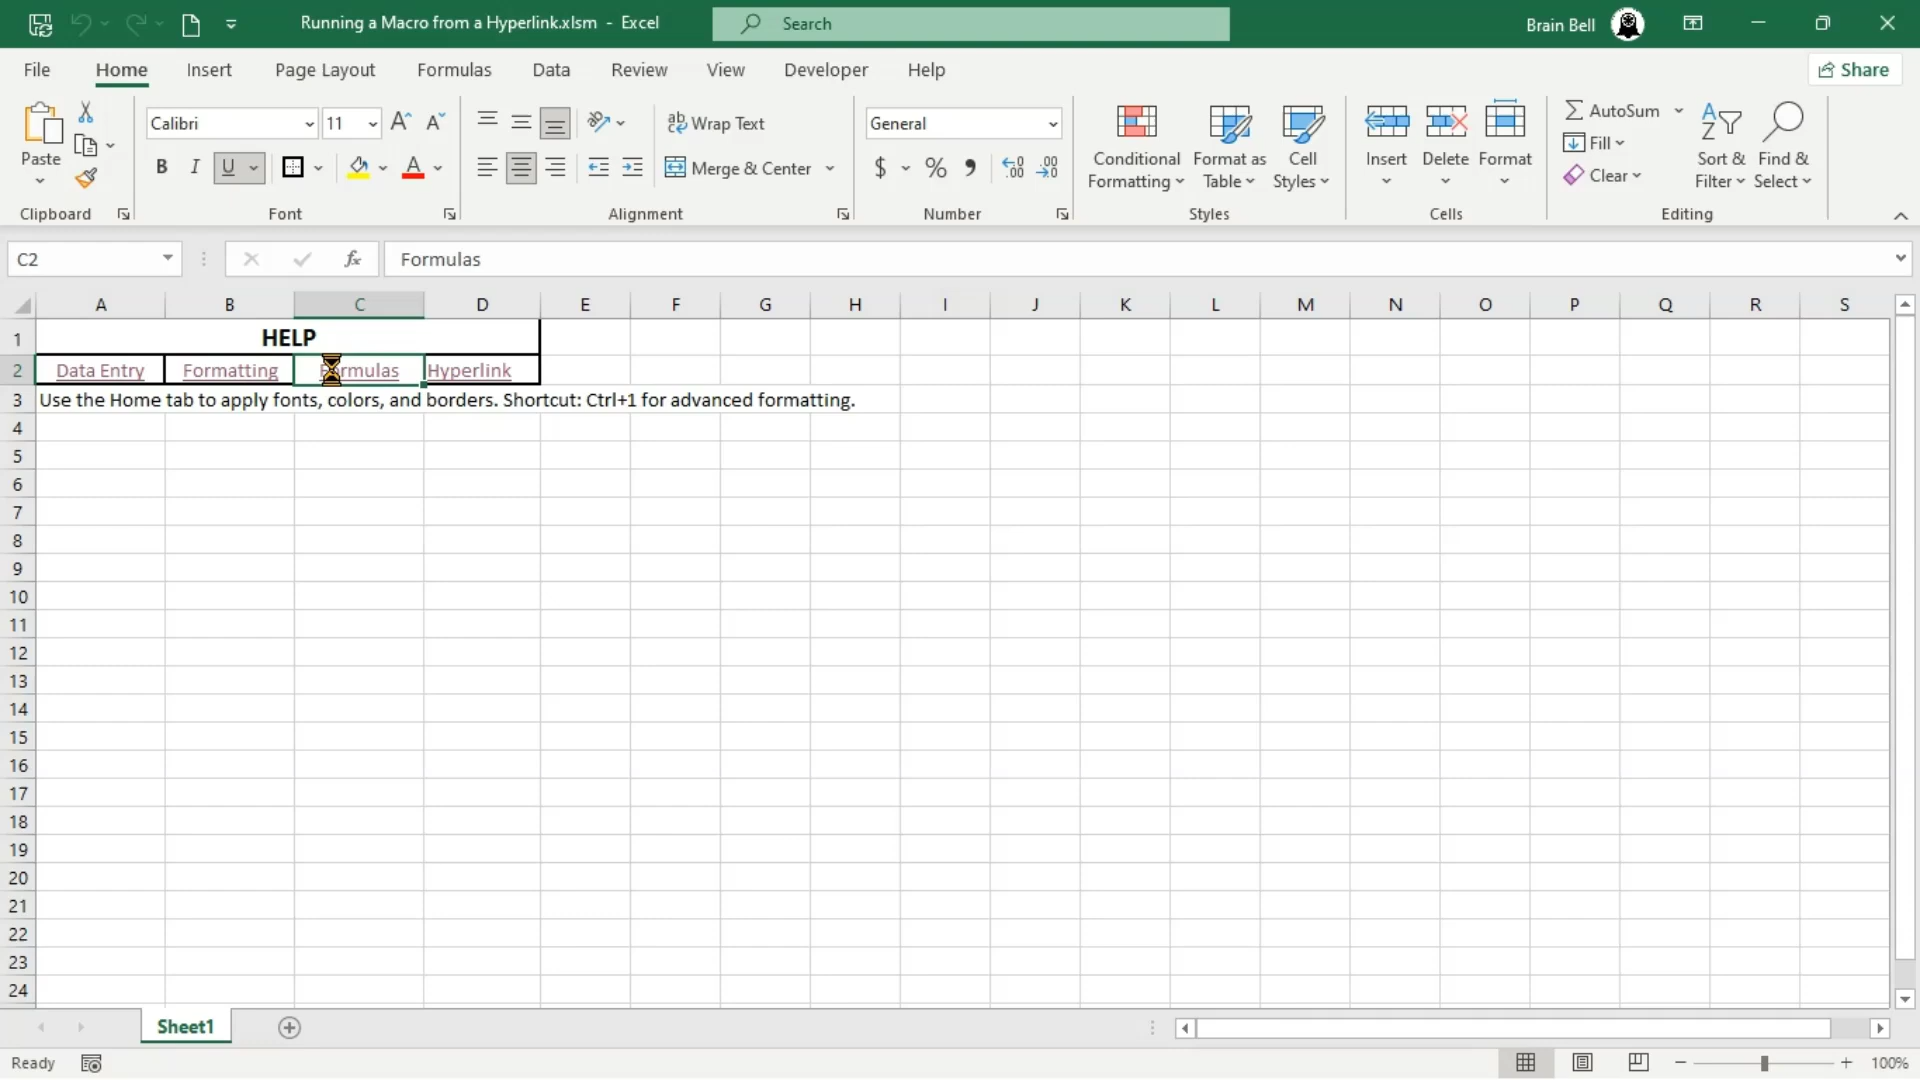 Running a Macro from a Hyperlink.xlsm - Excel
Search
Brain Bell
File Home Insert Page Layout Formulas Data Review View Developer Help
Share
Paste
Clipboard
Calibri 11
B I U
A
Font
Wrap Text
Merge & Center
Alignment
General
$ % ,
Number
Conditional Formatting
Format as Table
Cell Styles
Styles
Insert Delete Format
Cells
AutoSum
Fill
Clear
Sort & Filter
Find & Select
Editing
C2
fx
Formulas
A B C D E F G H I J K L M N O P Q R S
1 HELP
2 Data Entry Formatting Formulas Hyperlink
3 Use the Home tab to apply fonts, colors, and borders. Shortcut: Ctrl+1 for advanced formatting.
4
5
6
7
8
9
10
11
12
13
14
15
16
17
18
19
20
21
22
23
24
Sheet1
Ready
100%